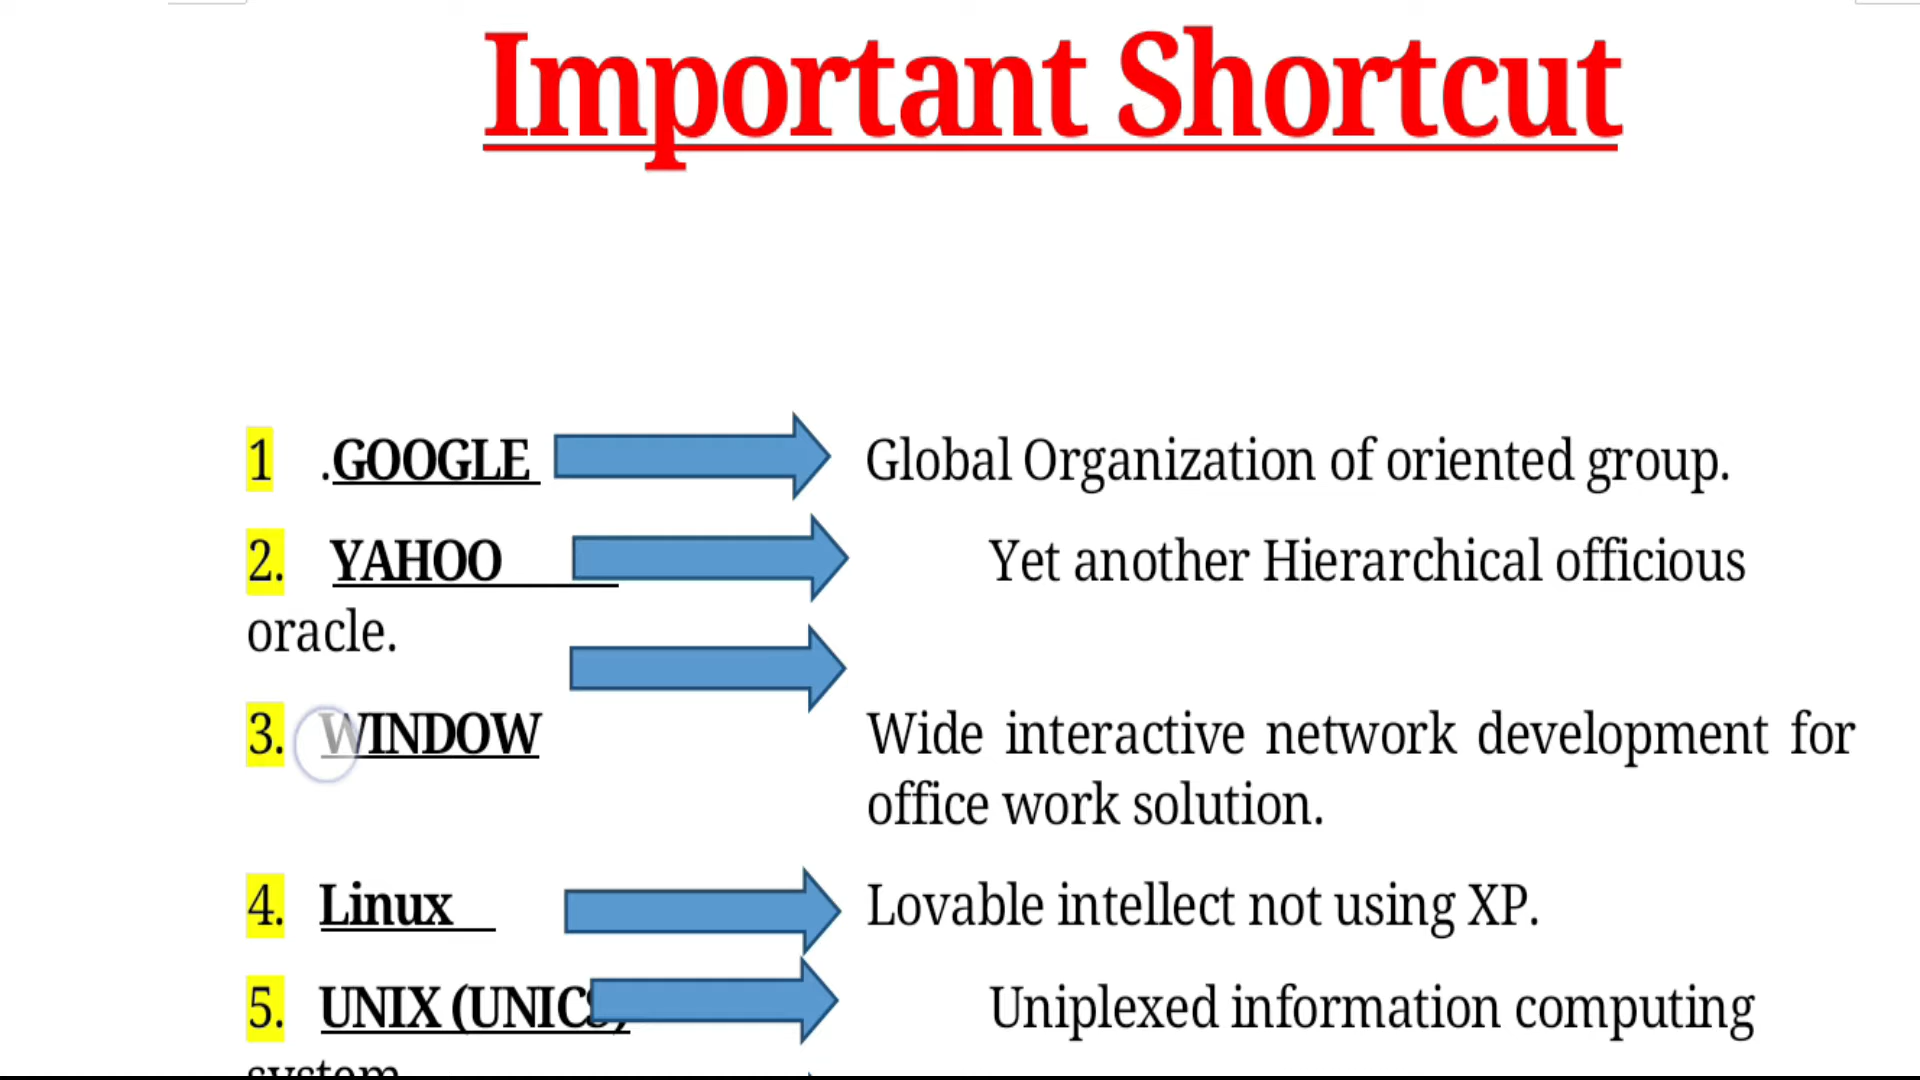 Important Shortcut
1 .GOOGLE Global Organization of oriented group.
2. YAHOO Yet another Hierarchical officious
oracle.
3. WINDOW Wide interactive network development for
office work solution.
4. Linux Lovable intellect not using XP.
5. UNIX (UNICS) Uniplexed information computing
system